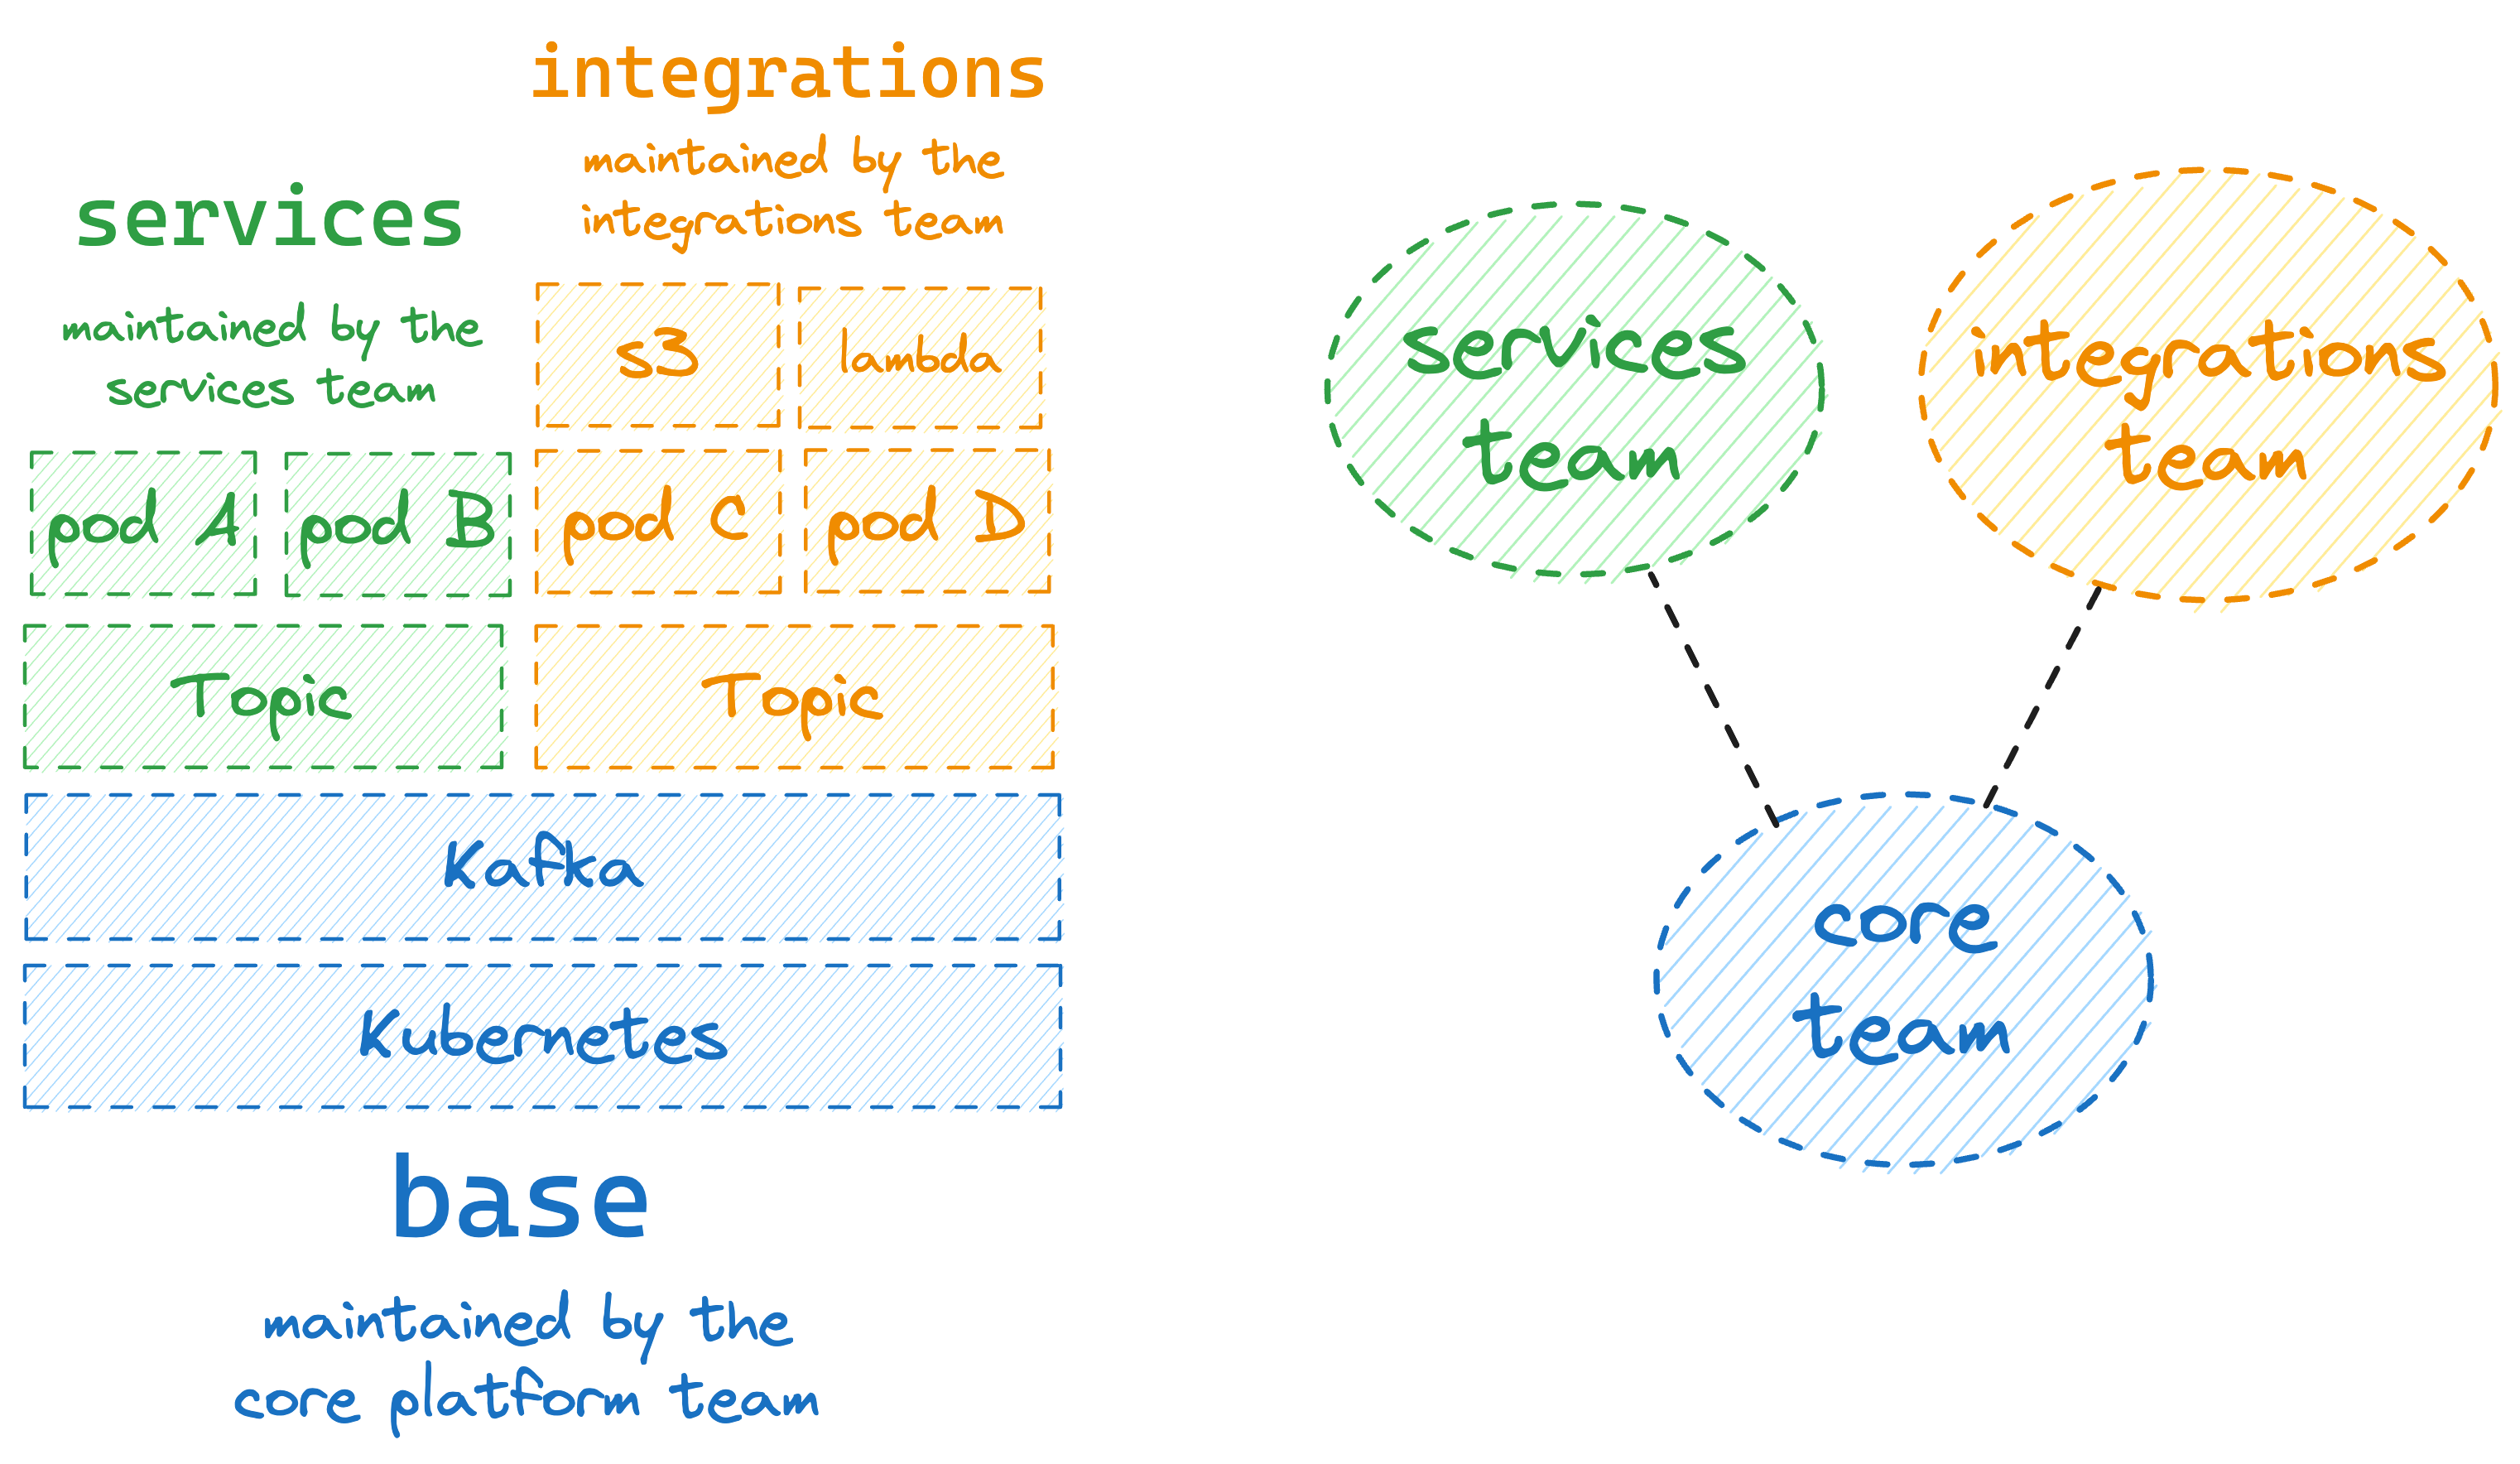 integrations
maintained by the
integrations team
services
maintained by the
services team
s3
lambda
pod A
pod B
pod C
pod D
Topic
Topic
Kafka
Kubernetes
base
maintained by the
core platform team
services
team
integrations
team
core
team